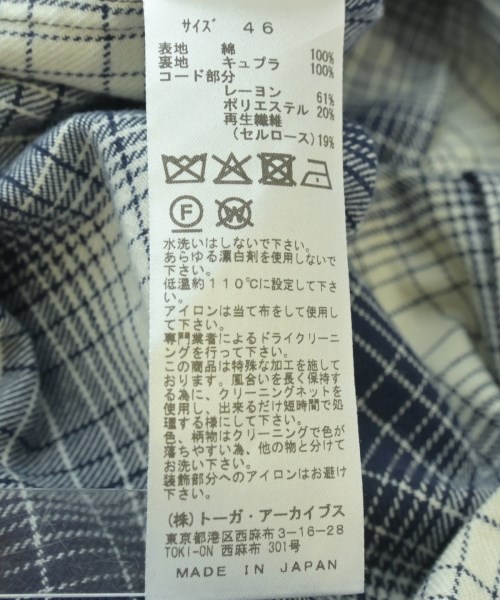 サイズ 46
表地 綿 100%
裏地 キュプラ 100%
コード部分
レーヨン 61%
ポリエステル 20%
再生繊維
(セルロース) 19%
F W
水洗いはしないで下さい。
あらゆる漂白剤を使用しないで
下さい。
低温約110℃に設定して下さ
い。
アイロンは当て布をして使用し
て下さい。
専門業者によるドライクリーニ
ングを行って下さい。
この商品は特殊な加工を施して
おります。風合いを長く保持す
る為に、クリーニングネットを
使用し、出来るだけ短時間で処
理する様にして下さい。
色、柄物はクリーニングで色が
落ちやすい為、他の物と分けて
お洗い下さい。
装飾部分へのアイロンはお避け
下さい。
(株)トーガ・アーカイブス
東京都港区西麻布3-16-28
TOKI-ON 西麻布 301号
MADE IN JAPAN